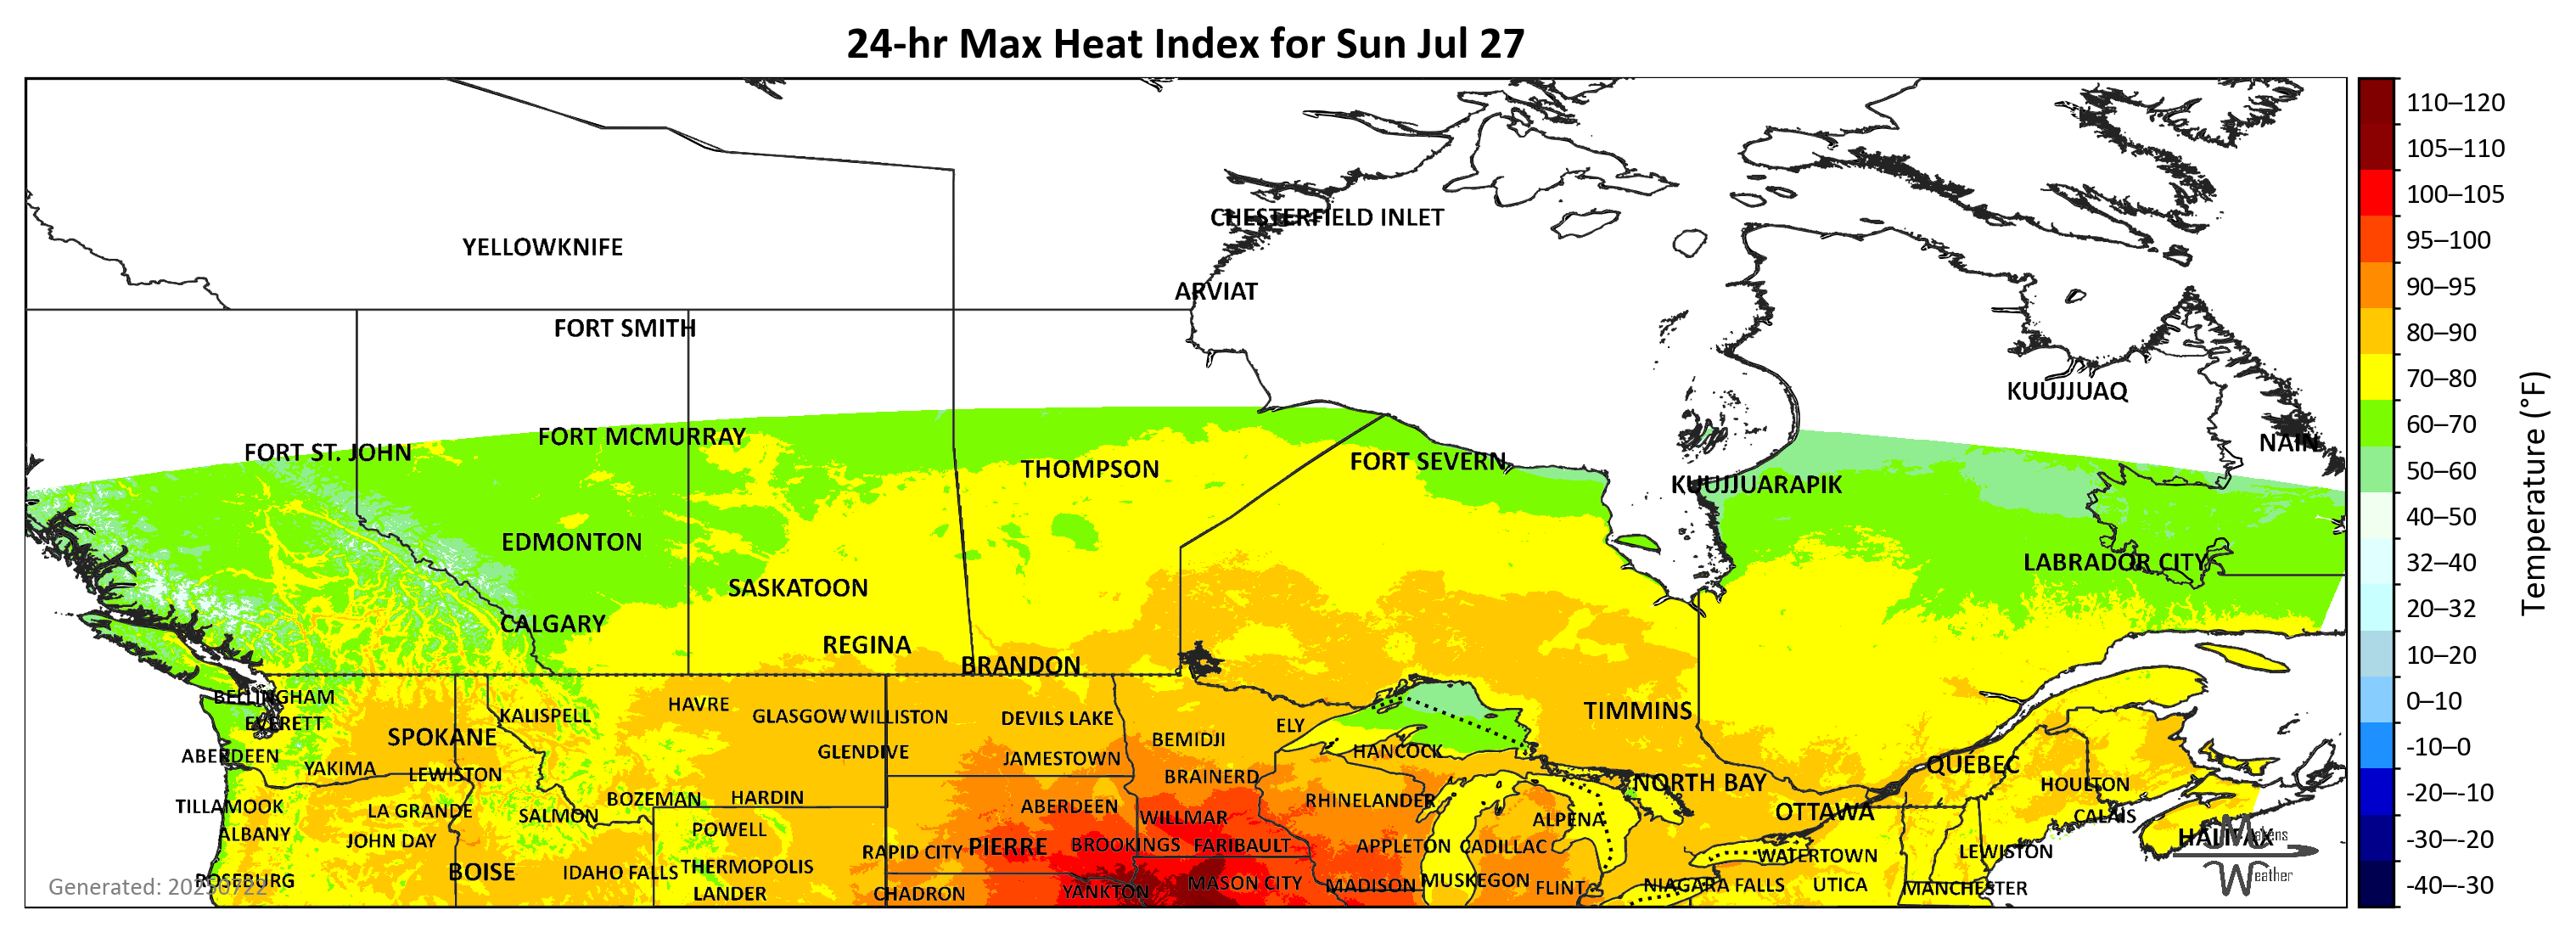 24-hr Max Heat Index for Sun Jul 27
CHESTERFIELD INLET
YELLOWKNIFE
ARVIAT
FORT SMITH
KUUJJUAQ
FORT MCMURRAY
NAIN
FORT ST. JOHN
FORT SEVERN
THOMPSON
KUUJJUARAPIK
EDMONTON
LABRADOR CITY
SASKATOON
CALGARY
REGINA
BRANDON
BELLINGHAM
HAVRE
TIMMINS
KALISPELL
GLASGOW
WILLISTON
DEVILS LAKE
EVERETT
ELY
SPOKANE
BEMIDJI
GLENDIVE
HANCOCK
ABERDEEN
JAMESTOWN
QUÉBEC
YAKIMA
LEWISTON
BRAINERD
NORTH BAY
HOULTON
BOZEMAN
HARDIN
RHINELANDER
TILLAMOOK
ABERDEEN
LA GRANDE
SALMON
WILLMAR
OTTAWA
CALAIS
ALPENA
POWELL
ALBANY
HALIFAX
JOHN DAY
BROOKINGS
FARIBAULT
PIERRE
APPLETON
CADILLAC
RAPID CITY
LEWISTON
WATERTOWN
THERMOPOLIS
BOISE
IDAHO FALLS
MUSKEGON
ROSEBURG
MASON CITY
MADISON
FLINT
NIAGARA FALLS
UTICA
MANCHESTER
YANKTON
LANDER
CHADRON
Generated: 20250722
Makens
Weather
110–120
105–110
100–105
95–100
90–95
80–90
70–80
60–70
50–60
40–50
32–40
20–32
10–20
0–10
-10–0
-20–-10
-30–-20
-40–-30
Temperature (°F)